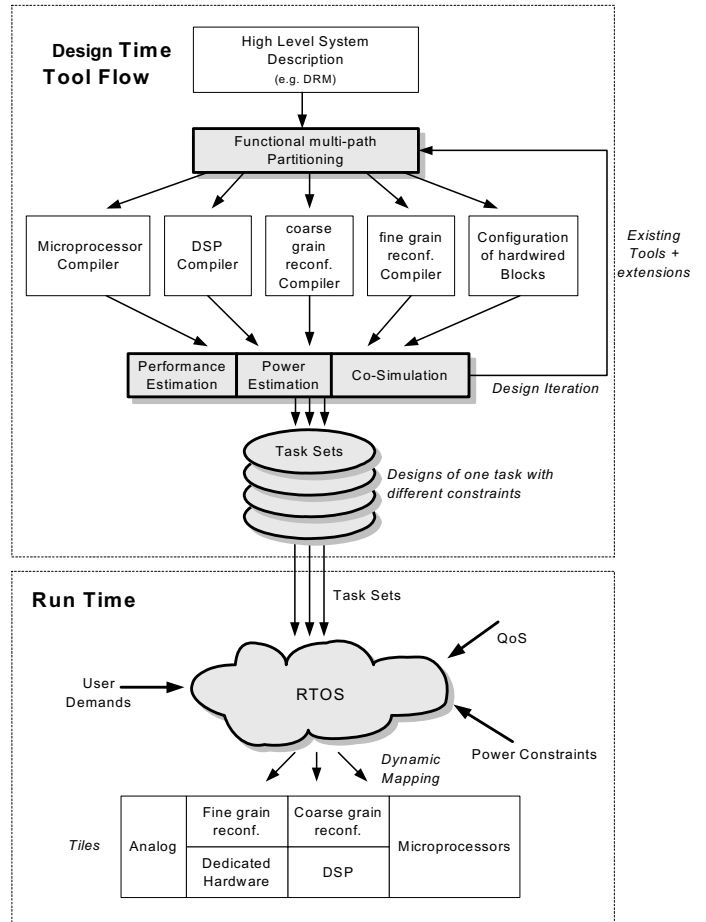 Design Time
Tool Flow
High Level System
Description
(e.g. DRM)
Functional multi-path
Partitioning
Microprocessor
Compiler
DSP
Compiler
coarse
grain
reconf.
Compiler
fine grain
reconf.
Compiler
Configuration
of hardwired
Blocks
Existing
Tools +
extensions
Performance
Estimation
Power
Estimation
Co-Simulation
Design Iteration
Task Sets
Designs of one task with
different constraints
Run Time
Task Sets
QoS
User
Demands
RTOS
Power Constraints
Dynamic
Mapping
Tiles
Analog
Fine grain
reconf.
Coarse grain
reconf.
Dedicated
Hardware
DSP
Microprocessors